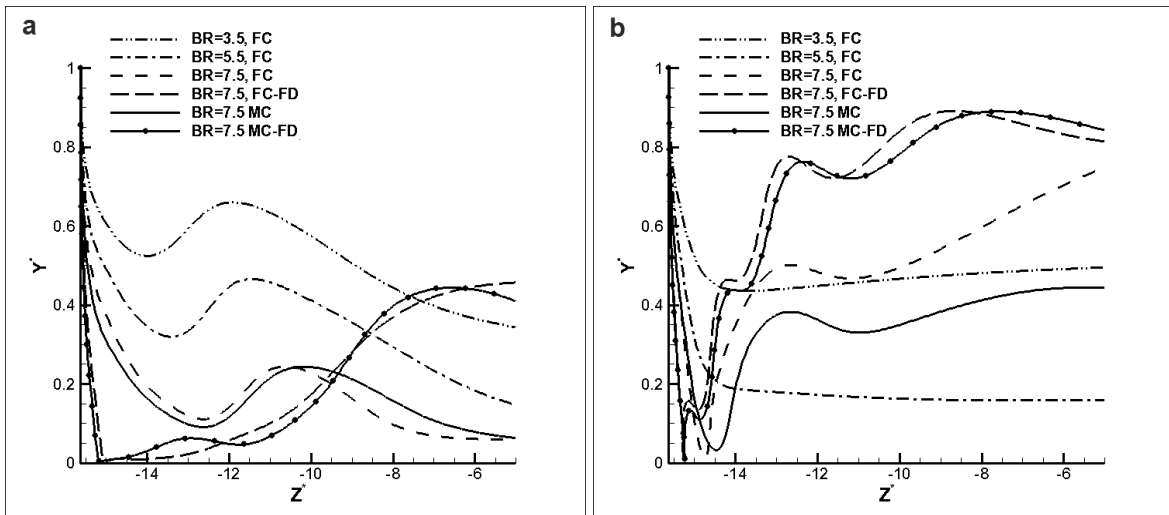 a
BR=3.5, FC
BR=5.5, FC
BR=7.5, FC
BR=7.5, FC-FD
BR=7.5 MC
BR=7.5 MC-FD
1
0.8
0.6
0.4
0.2
0
Y*
-14
-12
-10
-8
-6
Z*
b
BR=3.5, FC
BR=5.5, FC
BR=7.5, FC
BR=7.5, FC-FD
BR=7.5 MC
BR=7.5 MC-FD
1
0.8
0.6
0.4
0.2
0
Y*
-14
-12
-10
-8
-6
Z*